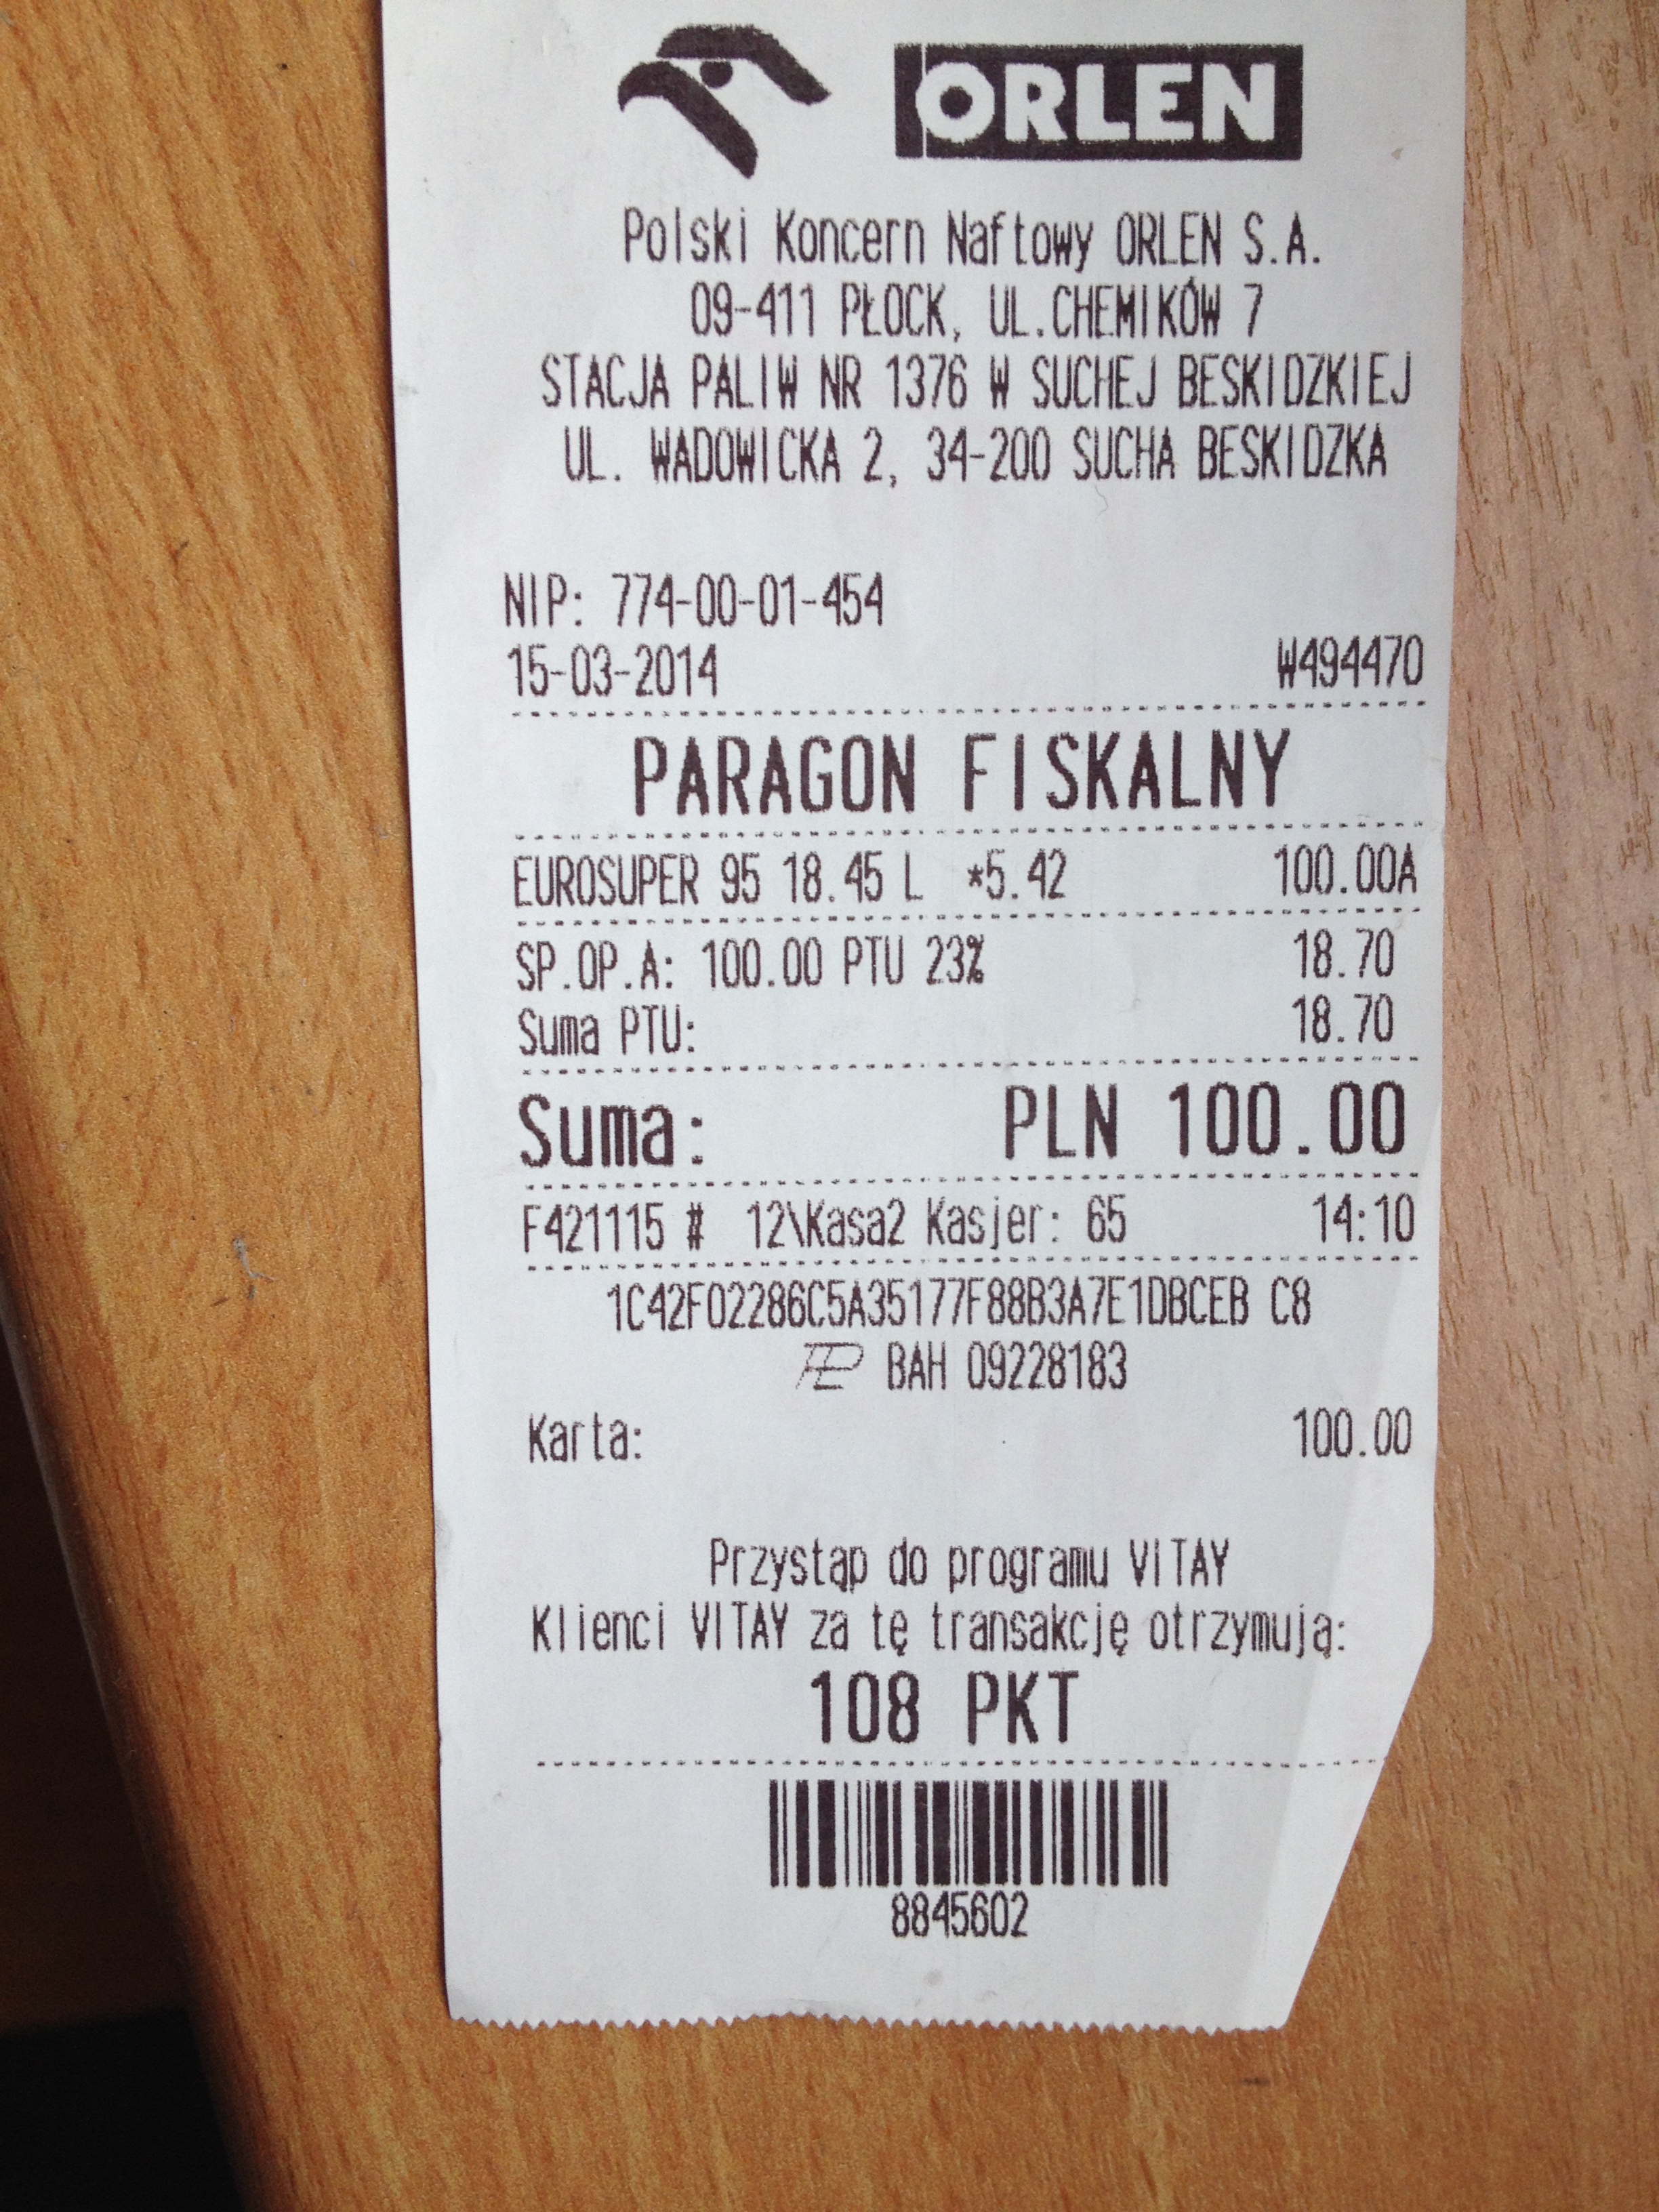 ORLEN
Polski Koncern Naftowy ORLEN S.A.
09-411 PŁOCK, UL.CHEMIKÓW 7
STACJA PALIW NR 1376 W SUCHEJ BESKIDZKIEJ
UL. WADOWICKA 2, 34-200 SUCHA BESKIDZKA
NIP: 774-00-01-454
15-03-2014 W494470
PARAGON FISKALNY
EUROSUPER 95 18.45 L *5.42 100.00A
SP.OP.A: 100.00 PTU 23% 18.70
Suma PTU: 18.70
Suma: PLN 100.00
F421115 # 12\Kasa2 Kasjer: 65 14:10
1C42F02286C5A35177F88B3A7E1DBCEB C8
BAH 09228183
Karta: 100.00
Przystąp do programu VITAY
Klienci VITAY za tę transakcję otrzymują:
108 PKT
8845602